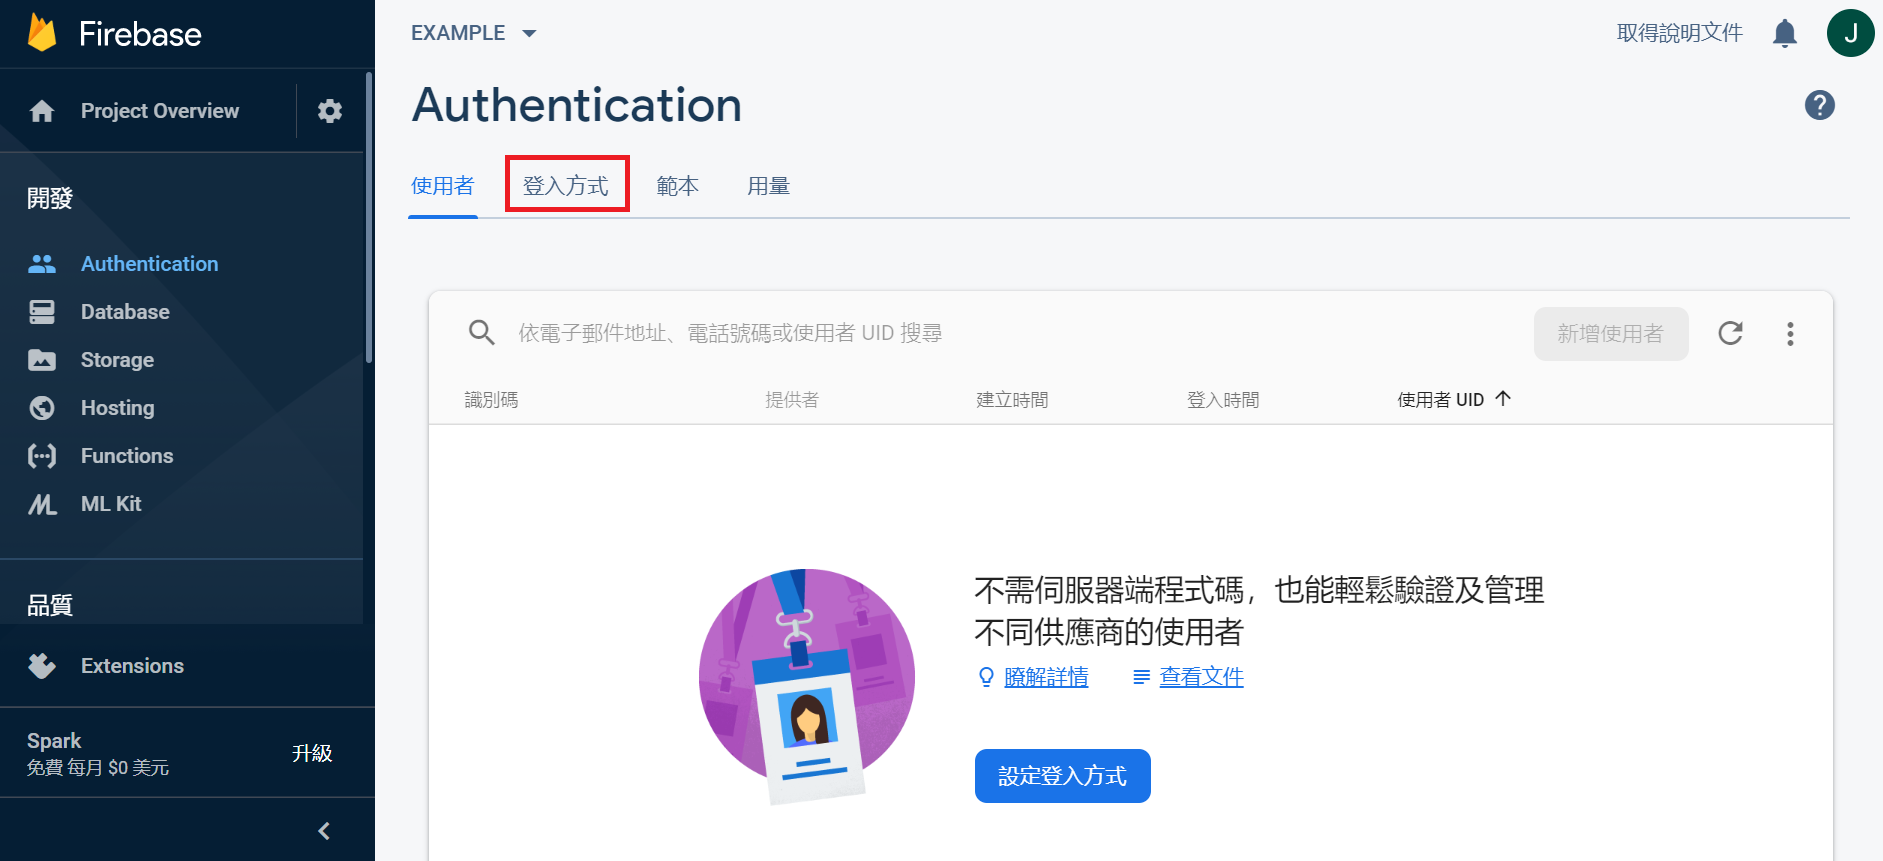 Firebase
Project Overview
開發
Authentication
Database
Storage
Hosting
Functions
ML Kit
品質
Extensions
Spark
免費 每月 $0 美元
升級
EXAMPLE
取得說明文件
J
Authentication
使用者
登入方式
範本
用量
依電子郵件地址、電話號碼或使用者 UID 搜尋
新增使用者
識別碼
提供者
建立時間
登入時間
使用者 UID
不需伺服器端程式碼，也能輕鬆驗證及管理
不同供應商的使用者
瞭解詳情
查看文件
設定登入方式